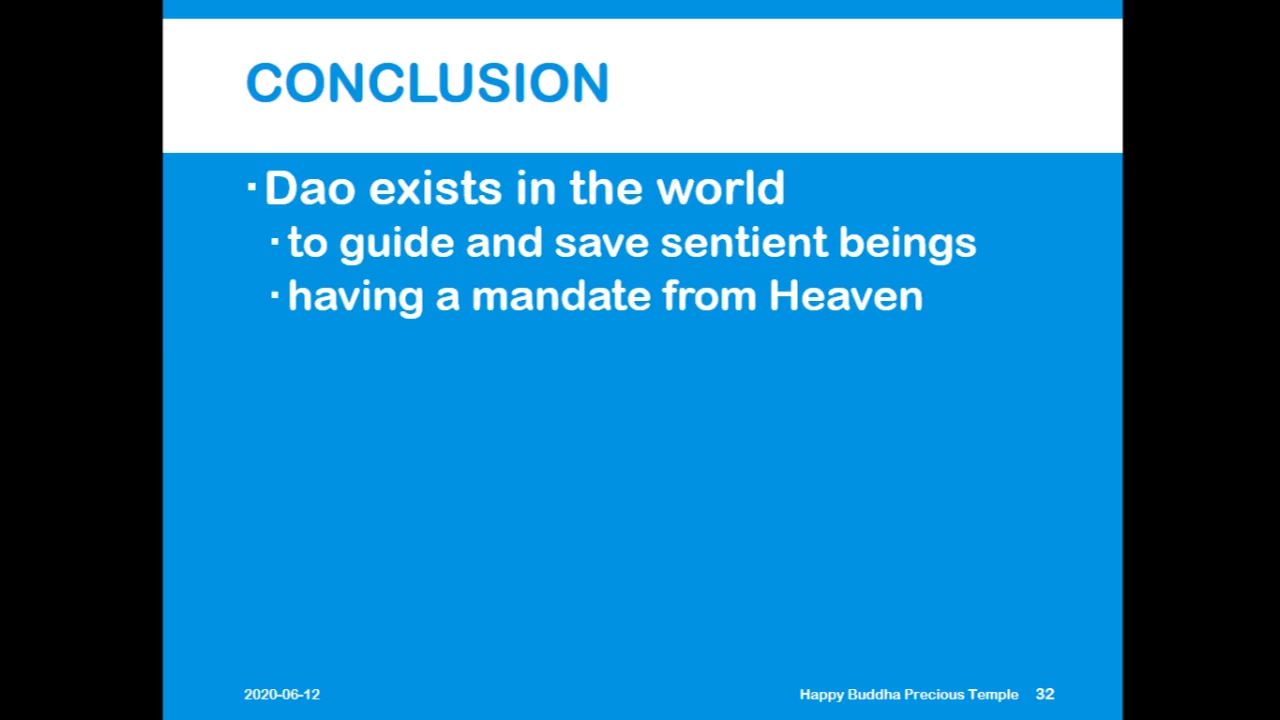 CONCLUSION
· Dao exists in the world
· to guide and save sentient beings
· having a mandate from Heaven
2020-06-12
Happy Buddha Precious Temple 32